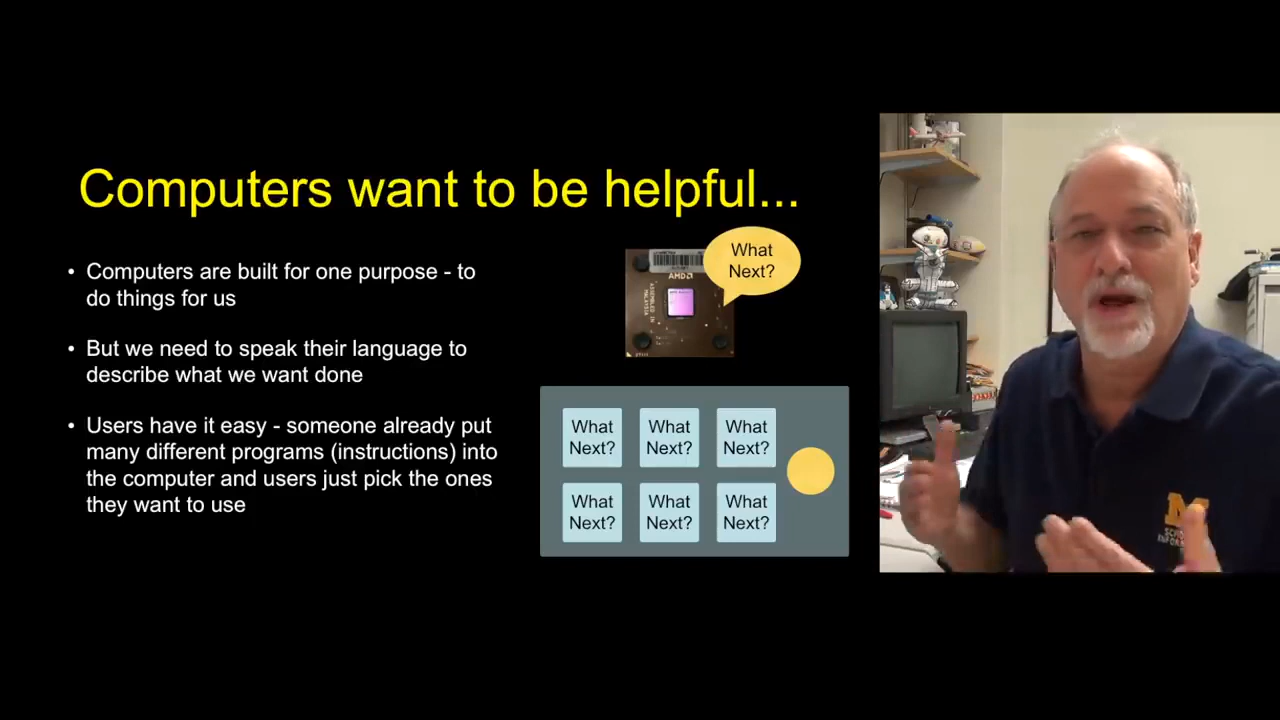 Computers want to be helpful...
• Computers are built for one purpose - to
do things for us
• But we need to speak their language to
describe what we want done
• Users have it easy - someone already put
many different programs (instructions) into
the computer and users just pick the ones
they want to use
What
Next?
AMD
ASSEMBLED IN
MALAYSIA
What
Next?
What
Next?
What
Next?
What
Next?
What
Next?
What
Next?
M